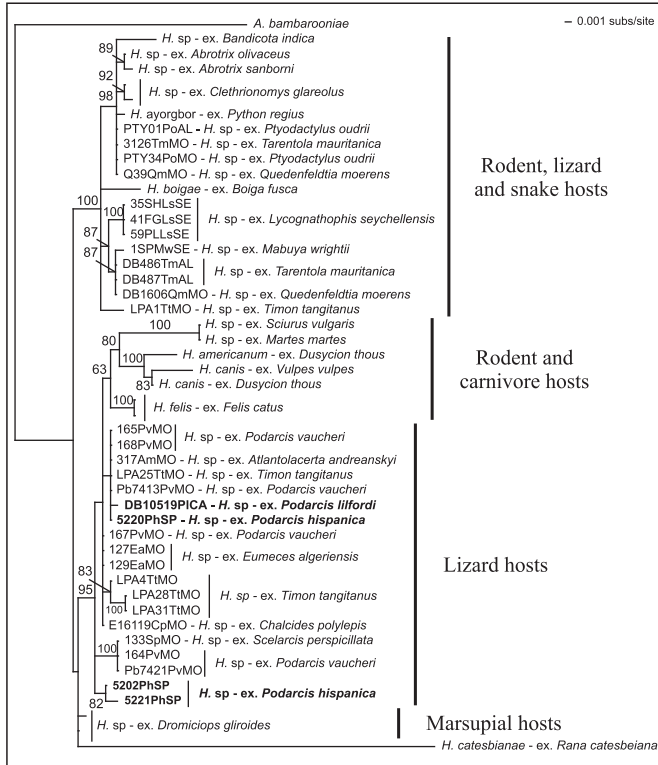 A. bambarooniae
– 0.001 subs/site
H. sp - ex. Bandicota indica
89
H. sp - ex. Abrotrix olivaceus
H. sp - ex. Abrotrix sanborni
92
98
H. sp - ex. Clethrionomys glareolus
H. ayorgbor - ex. Python regius
PTY01PoAL - H. sp - ex. Ptyodactylus oudrii
3126TmMO - H. sp - ex. Tarentola mauritanica
PTY34PoMO - H. sp - ex. Ptyodactylus oudrii
Q39QmMO - H. sp - ex. Quedenfeldtia moerens
Rodent, lizard
and snake hosts
H. boigae - ex. Boiga fusca
100
35SHLsSE
100
41FGLsSE
59PLLsSE
H. sp - ex. Lycognathophis seychellensis
87
87
1SPMwSE - H. sp - ex. Mabuya wrightii
DB486TmAL
DB487TmAL
H. sp - ex. Tarentola mauritanica
DB1606QmMO - H. sp - ex. Quedenfeldtia moerens
LPA1TtMO - H. sp - ex. Timon tangitanus
100
H. sp - ex. Sciurus vulgaris
H. sp - ex. Martes martes
80
100
H. americanum - ex. Dusycion thous
H. canis - ex. Vulpes vulpes
83
H. canis - ex. Dusycion thous
63
100
H. felis - ex. Felis catus
Rodent and
carnivore hosts
165PvMO
168PvMO
H. sp - ex. Podarcis vaucheri
317AmMO - H. sp - ex. Atlantolacerta andreanskyi
LPA25TtMO - H. sp - ex. Timon tangitanus
Pb7413PvMO - H. sp - ex. Podarcis vaucheri
DB10519PlCA - H. sp - ex. Podarcis lilfordi
5220PhSP - H. sp - ex. Podarcis hispanica
167PvMO - H. sp - ex. Podarcis vaucheri
127EaMO
129EaMO
H. sp - ex. Eumeces algeriensis
Lizard hosts
83
LPA4TtMO
LPA28TtMO
100
LPA31TtMO
H. sp - ex. Timon tangitanus
95
E16119CpMO - H. sp - ex. Chalcides polylepis
133SpMO - H. sp - ex. Scelarcis perspicillata
100
164PvMO
Pb7421PvMO
H. sp - ex. Podarcis vaucheri
5202PhSP
5221PhSP
82
H. sp - ex. Podarcis hispanica
H. sp - ex. Dromiciops gliroides
Marsupial hosts
H. catesbianae - ex. Rana catesbeiana